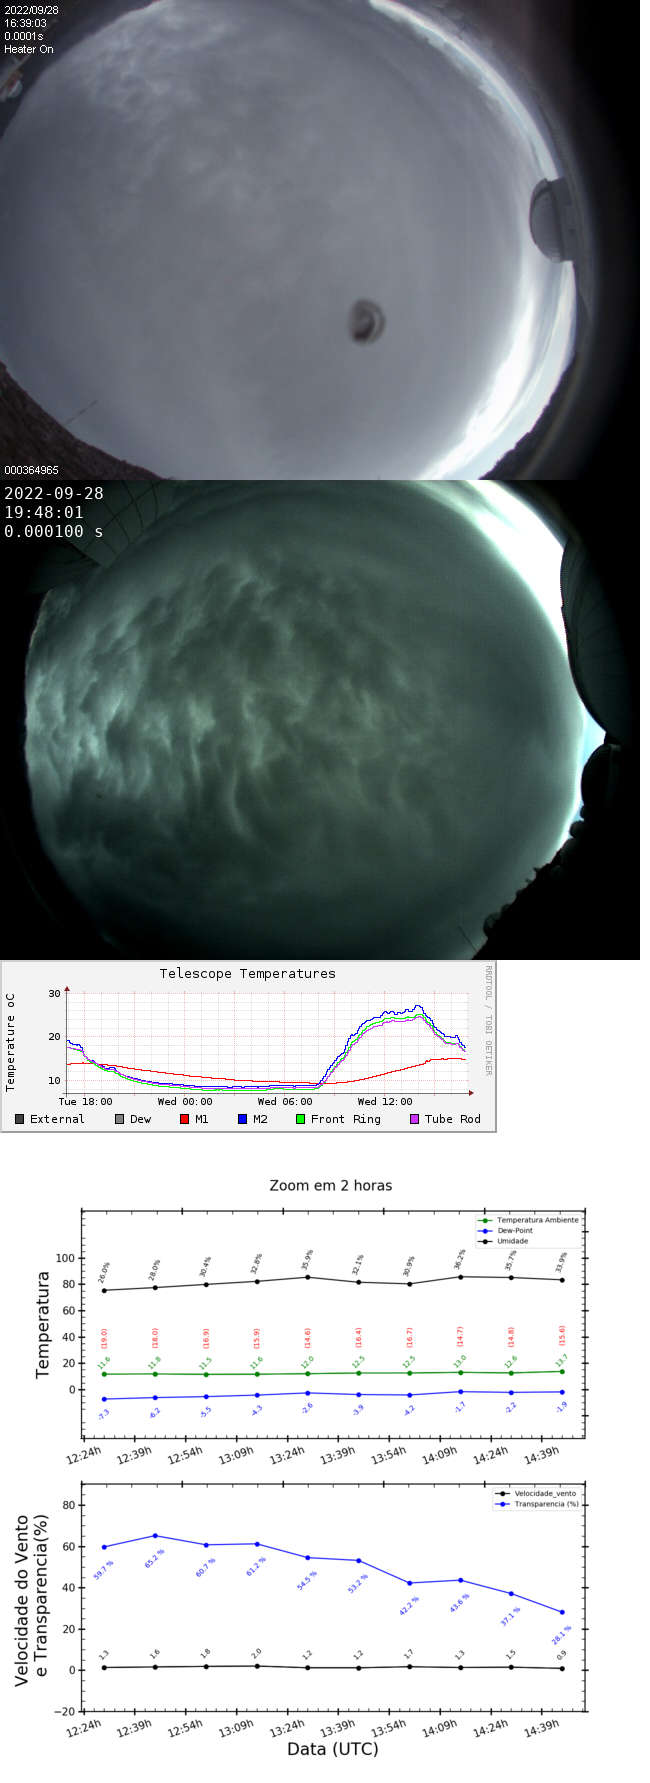 2022/09/28
16:39:03
0.0001s
Heater On
000364965
2022-09-28
19:48:01
0.000100 s
Telescope Temperatures
RRDTOOL / TOBI OETIKER
Temperature oC
30
20
10
Tue 18:00 Wed 00:00 Wed 06:00 Wed 12:00
External Dew M1 M2 Front Ring Tube Rod
Zoom em 2 horas
Temperatura Ambiente
Dew-Point
Umidade
Temperatura
100
80
60
40
20
0
26.0% 28.0% 30.4% 32.8% 35.9% 32.1% 30.9% 36.2% 35.7% 33.9%
(19.0) (18.0) (16.9) (15.9) (14.6) (16.4) (16.7) (14.7) (14.8) (15.6)
11.6 11.8 11.5 11.6 12.0 12.5 12.5 13.0 12.6 13.7
-7.3 -6.2 -5.5 -4.3 -2.6 -3.9 -4.2 -1.7 -2.2 -1.9
12:24h 12:39h 12:54h 13:09h 13:24h 13:39h 13:54h 14:09h 14:24h 14:39h
Velocidade_vento
Transparencia (%)
Velocidade do Vento
e Transparencia(%)
80
60
40
20
0
−20
59.7 % 65.2 % 60.7 % 61.2 % 54.5 % 53.2 % 42.2 % 43.6 % 37.1 % 28.1 %
1.3 1.6 1.8 2.0 1.2 1.2 1.7 1.3 1.5 0.9
12:24h 12:39h 12:54h 13:09h 13:24h 13:39h 13:54h 14:09h 14:24h 14:39h
Data (UTC)